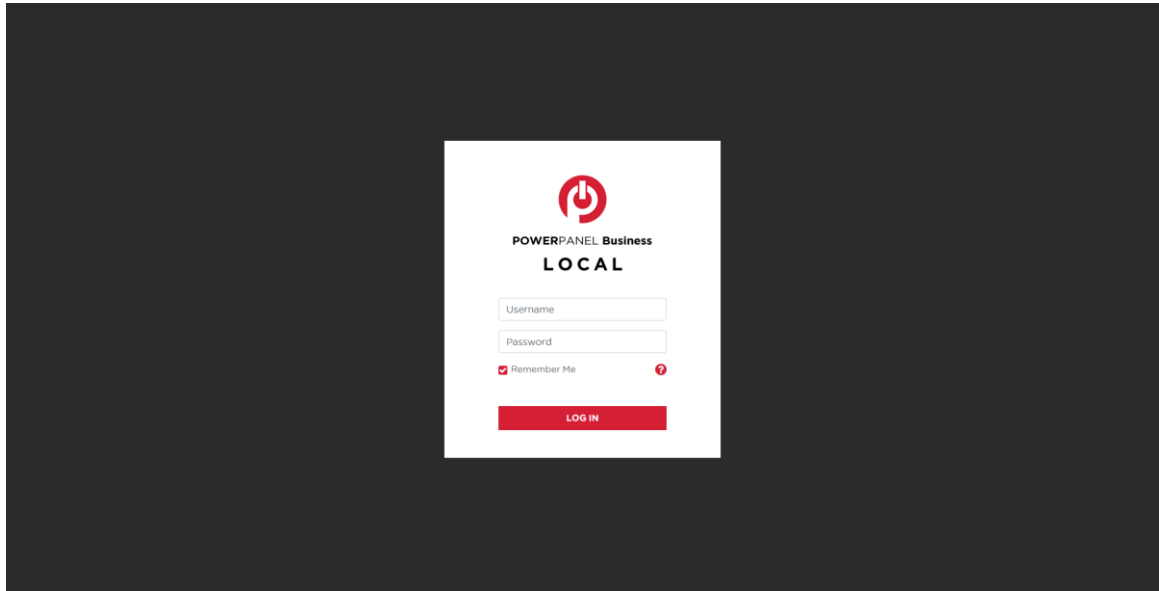 POWERPANEL Business
LOCAL
Username
Password
Remember Me
LOG IN